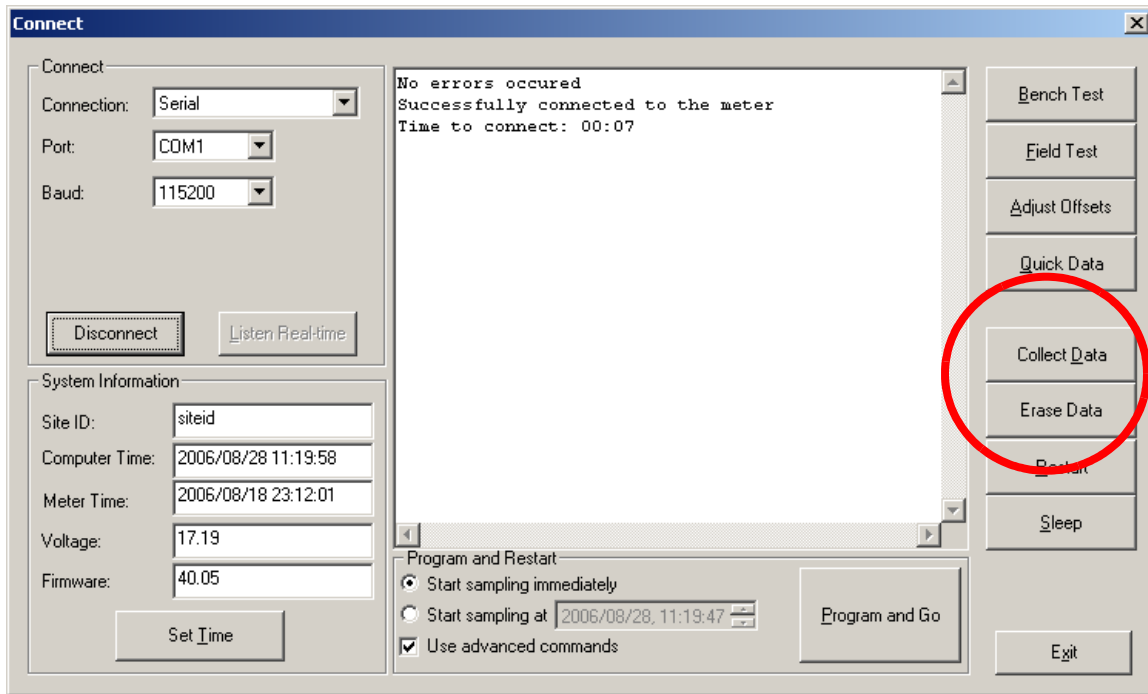 Connect
Connect
Connection: Serial
Port: COM1
Baud: 115200
Disconnect Listen Real-time
System Information
Site ID: siteid
Computer Time: 2006/08/28 11:19:58
Meter Time: 2006/08/18 23:12:01
Voltage: 17.19
Firmware: 40.05
Set Time
No errors occured
Successfully connected to the meter
Time to connect: 00:07
Program and Restart
Start sampling immediately
Start sampling at 2006/08/28, 11:19:47
Use advanced commands
Program and Go
Bench Test
Field Test
Adjust Offsets
Quick Data
Collect Data
Erase Data
Restart
Sleep
Exit